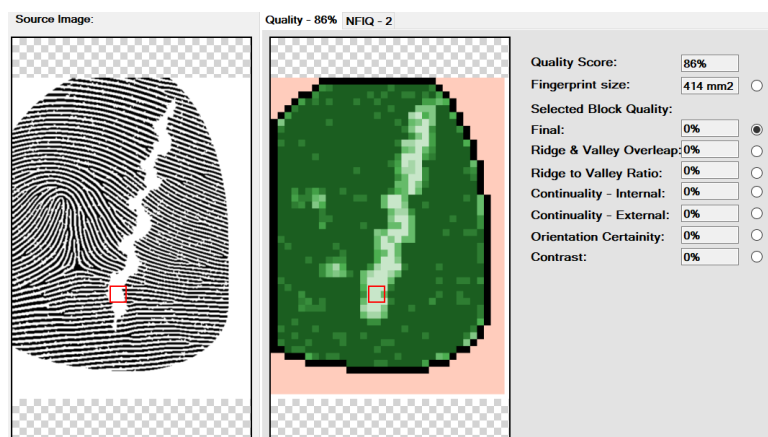 Source Image:
Quality - 86% NFIQ - 2
Quality Score: 86%
Fingerprint size: 414 mm2
Selected Block Quality:
Final: 0%
Ridge & Valley Overleap: 0%
Ridge to Valley Ratio: 0%
Continuality - Internal: 0%
Continuality - External: 0%
Orientation Certainity: 0%
Contrast: 0%